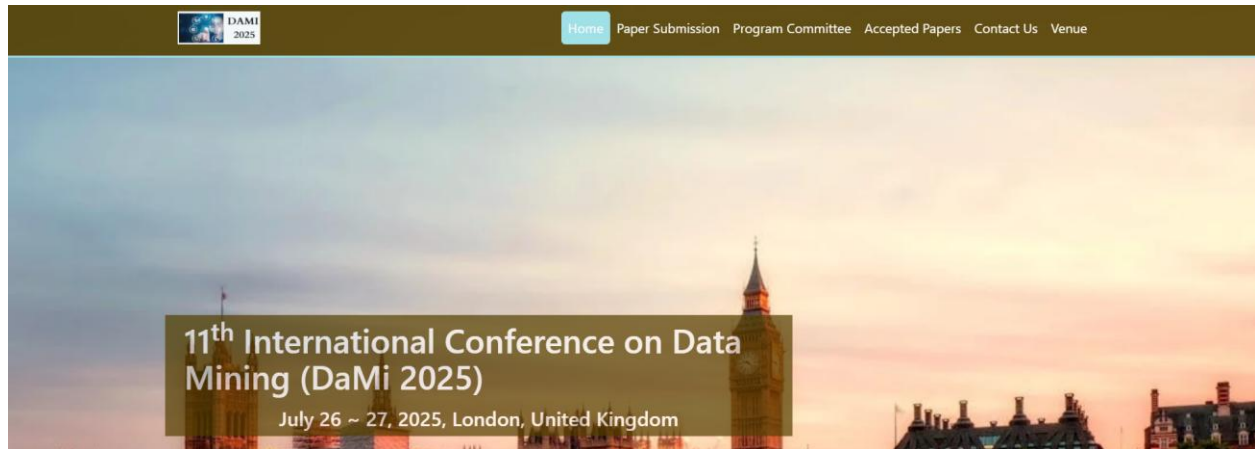 DAMI
2025
Home Paper Submission Program Committee Accepted Papers Contact Us Venue
11th International Conference on Data
Mining (DaMi 2025)
July 26 ~ 27, 2025, London, United Kingdom